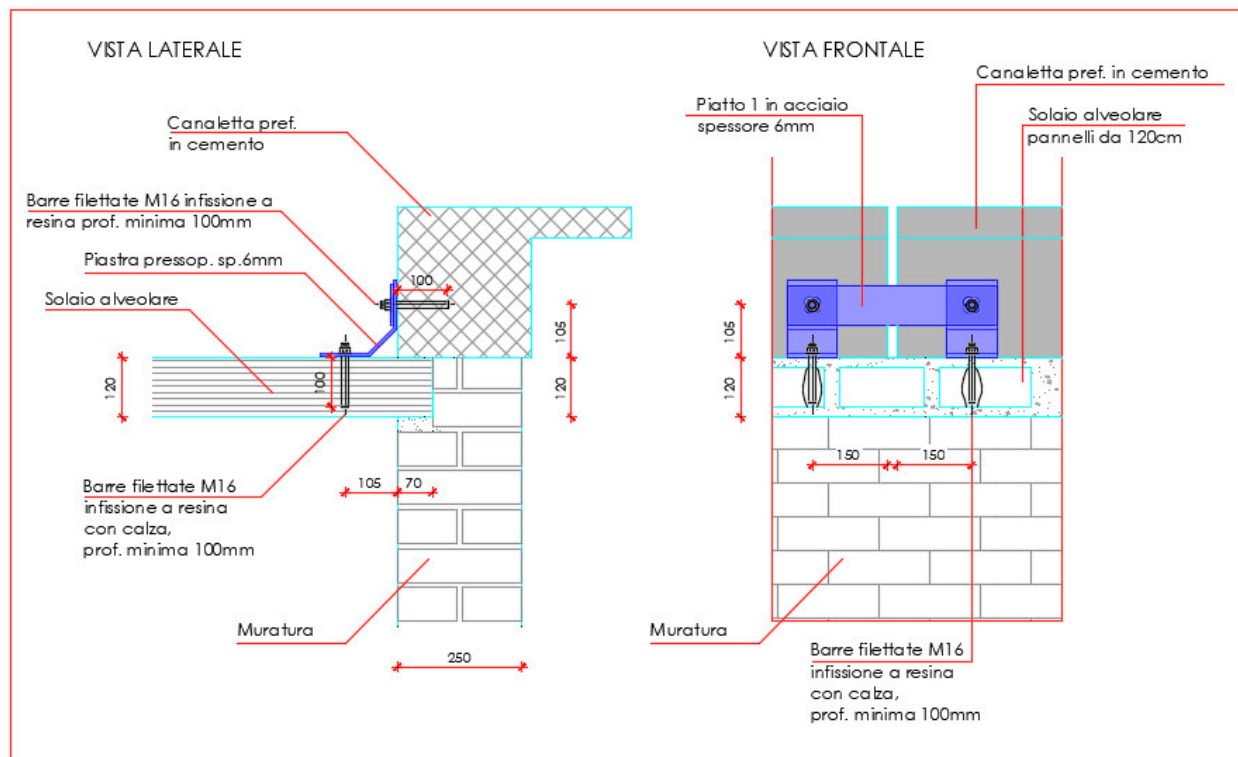 VISTA LATERALE
Canaletta pref.
in cemento
Barre filettate M16 infissione a
resina prof. minima 100mm
Piastra pressop. sp.6mm
Solaio alveolare
100
105
120
100
120
105
70
Barre filettate M16
infissione a resina
con calza,
prof. minima 100mm
Muratura
250
VISTA FRONTALE
Canaletta pref. in cemento
Piatto 1 in acciaio
spessore 6mm
Solaio alveolare
pannelli da 120cm
105
120
150
150
Muratura
Barre filettate M16
infissione a resina
con calza,
prof. minima 100mm